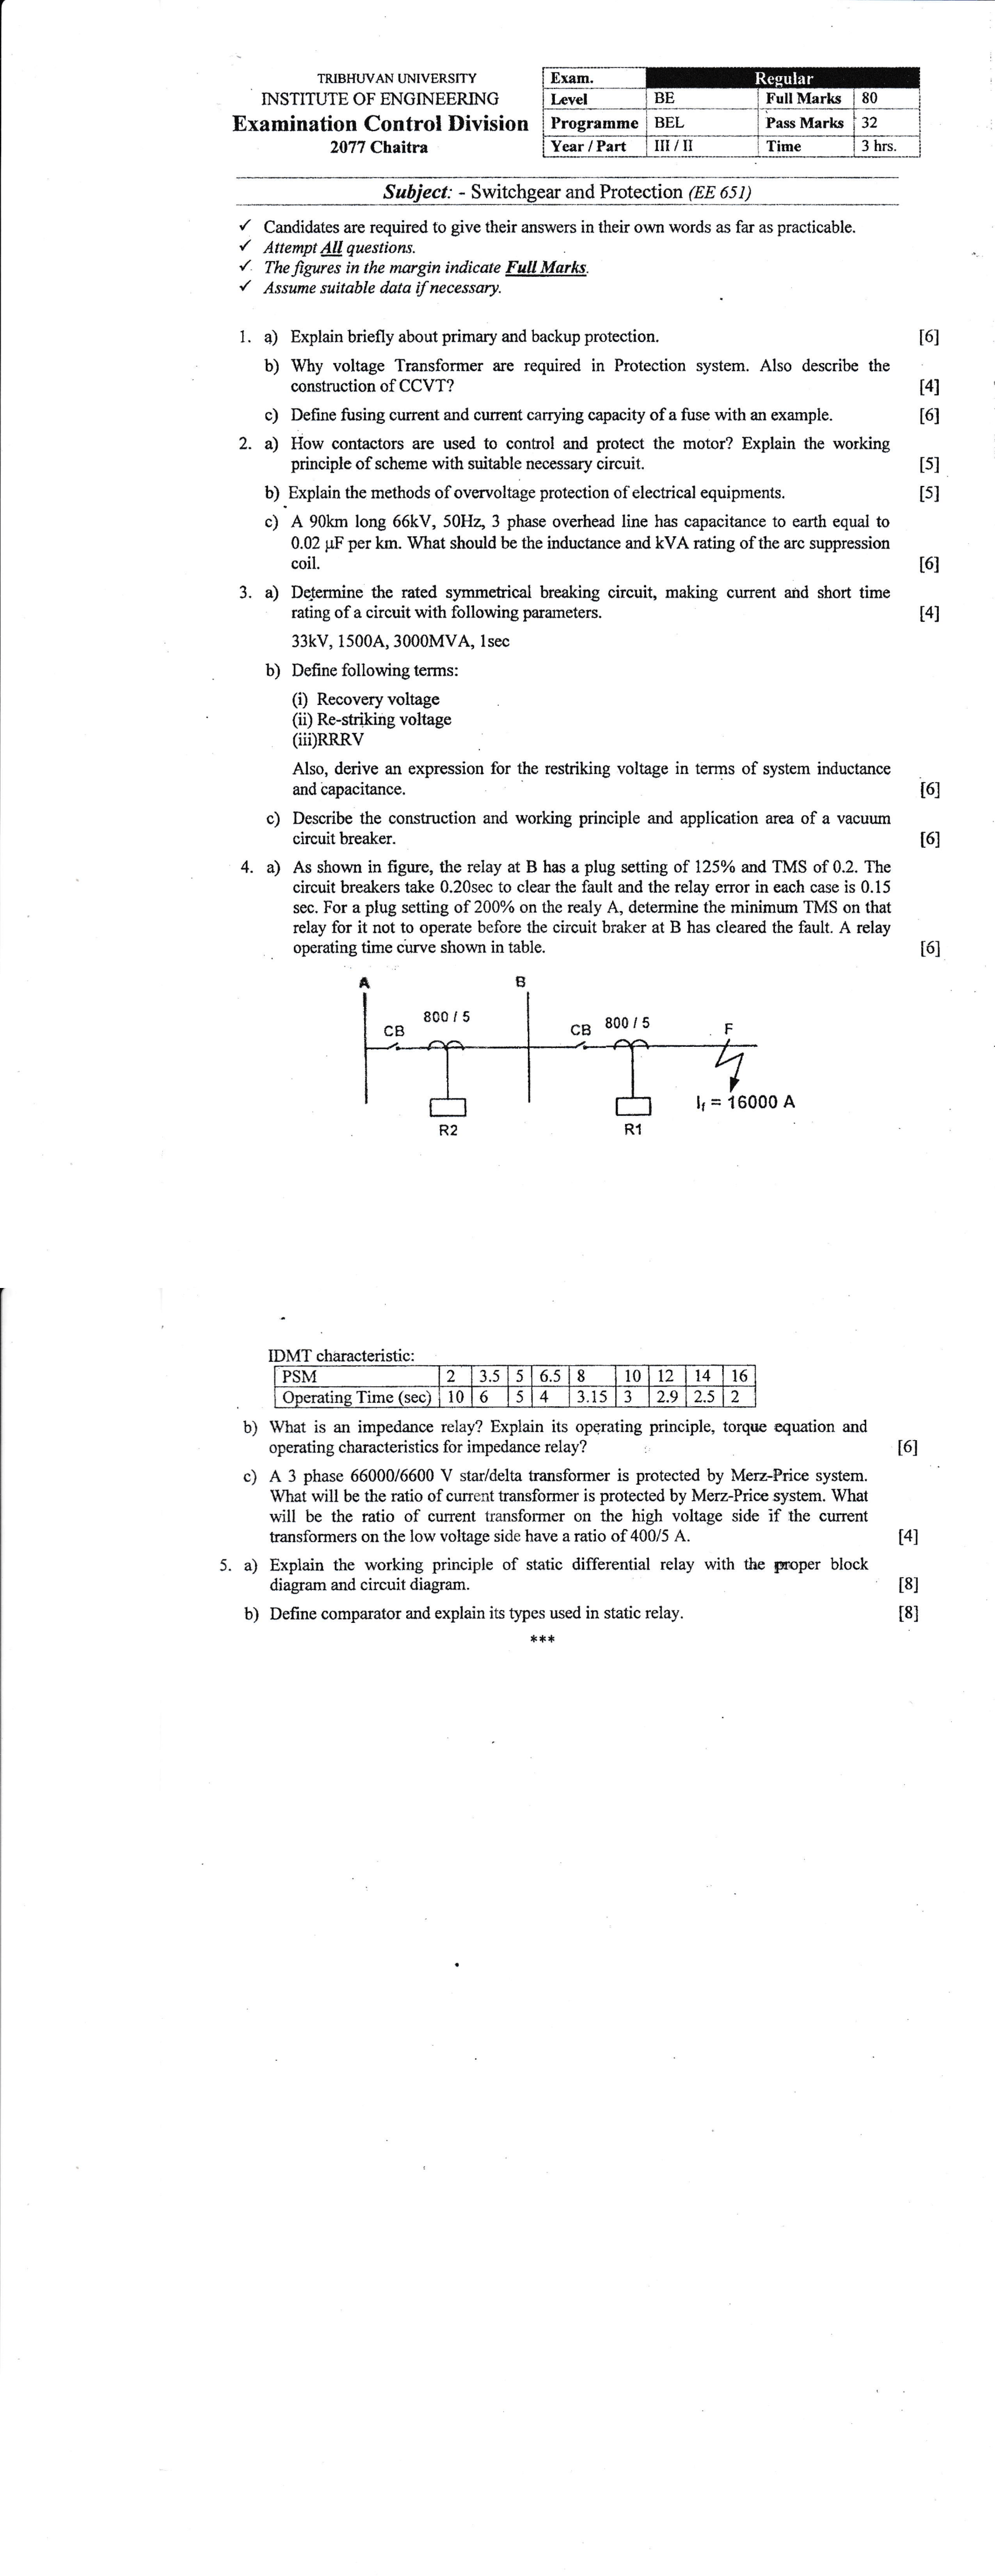 TRIBHUVAN UNIVERSITY
INSTITUTE OF ENGINEERING
Examination Control Division
2077 Chaitra
Exam. Regular
Level BE Full Marks 80
Programme BEL Pass Marks 32
Year / Part III / II Time 3 hrs.
Subject: - Switchgear and Protection (EE 651)
✓ Candidates are required to give their answers in their own words as far as practicable.
✓ Attempt All questions.
✓ The figures in the margin indicate Full Marks.
✓ Assume suitable data if necessary.
1. a) Explain briefly about primary and backup protection. [6]
b) Why voltage Transformer are required in Protection system. Also describe the
construction of CCVT? [4]
c) Define fusing current and current carrying capacity of a fuse with an example. [6]
2. a) How contactors are used to control and protect the motor? Explain the working
principle of scheme with suitable necessary circuit. [5]
b) Explain the methods of overvoltage protection of electrical equipments. [5]
c) A 90km long 66kV, 50Hz, 3 phase overhead line has capacitance to earth equal to
0.02 μF per km. What should be the inductance and kVA rating of the arc suppression
coil. [6]
3. a) Determine the rated symmetrical breaking circuit, making current and short time
rating of a circuit with following parameters. [4]
33kV, 1500A, 3000MVA, 1sec
b) Define following terms:
(i) Recovery voltage
(ii) Re-striking voltage
(iii)RRRV
Also, derive an expression for the restriking voltage in terms of system inductance
and capacitance. [6]
c) Describe the construction and working principle and application area of a vacuum
circuit breaker. [6]
4. a) As shown in figure, the relay at B has a plug setting of 125% and TMS of 0.2. The
circuit breakers take 0.20sec to clear the fault and the relay error in each case is 0.15
sec. For a plug setting of 200% on the realy A, determine the minimum TMS on that
relay for it not to operate before the circuit braker at B has cleared the fault. A relay
operating time curve shown in table. [6]
A B
800 / 5 800 / 5
CB CB F
If = 16000 A
R2 R1
IDMT characteristic:
PSM 2 3.5 5 6.5 8 10 12 14 16
Operating Time (sec) 10 6 5 4 3.15 3 2.9 2.5 2
b) What is an impedance relay? Explain its operating principle, torque equation and
operating characteristics for impedance relay? [6]
c) A 3 phase 66000/6600 V star/delta transformer is protected by Merz-Price system.
What will be the ratio of current transformer is protected by Merz-Price system. What
will be the ratio of current transformer on the high voltage side if the current
transformers on the low voltage side have a ratio of 400/5 A. [4]
5. a) Explain the working principle of static differential relay with the proper block
diagram and circuit diagram. [8]
b) Define comparator and explain its types used in static relay. [8]
***